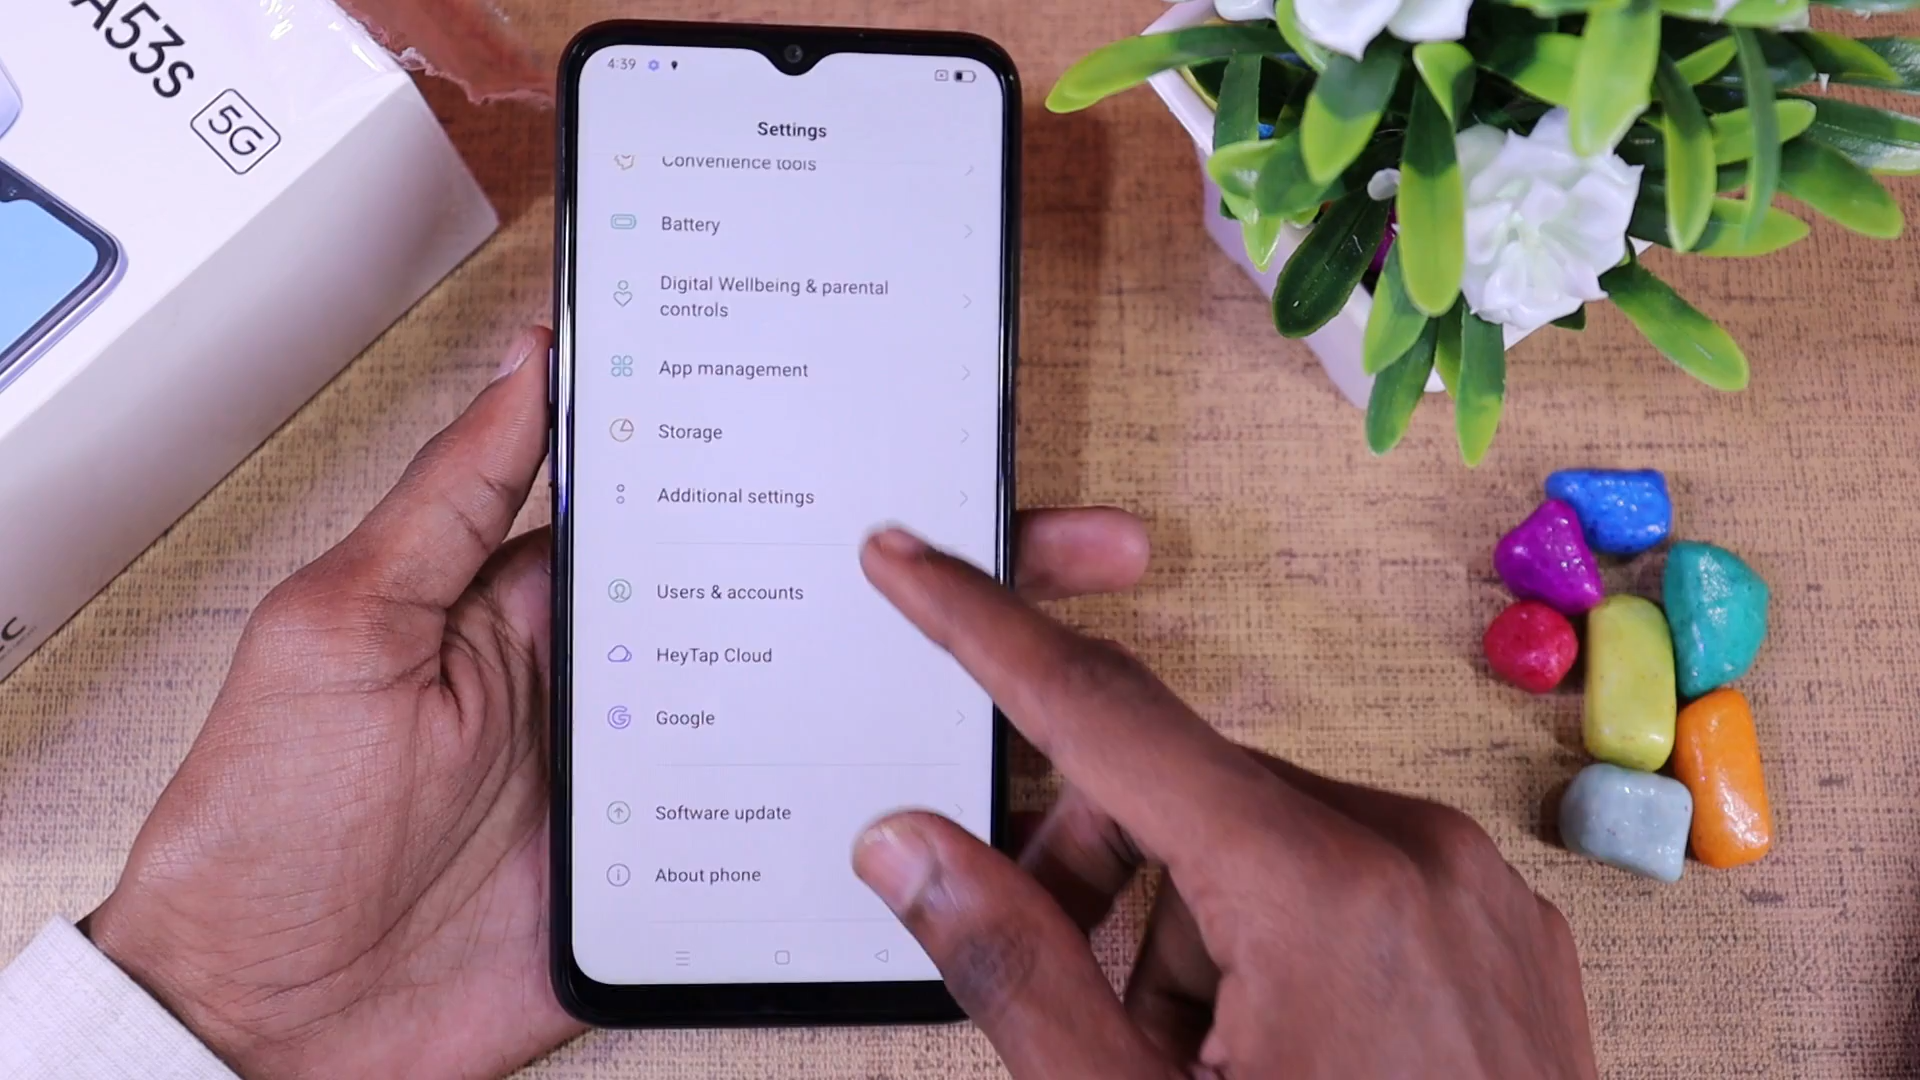 A53s
5G
4:39
Settings
Convenience tools
Battery
Digital Wellbeing & parental
controls
App management
Storage
Additional settings
Users & accounts
HeyTap Cloud
Google
Software update
About phone